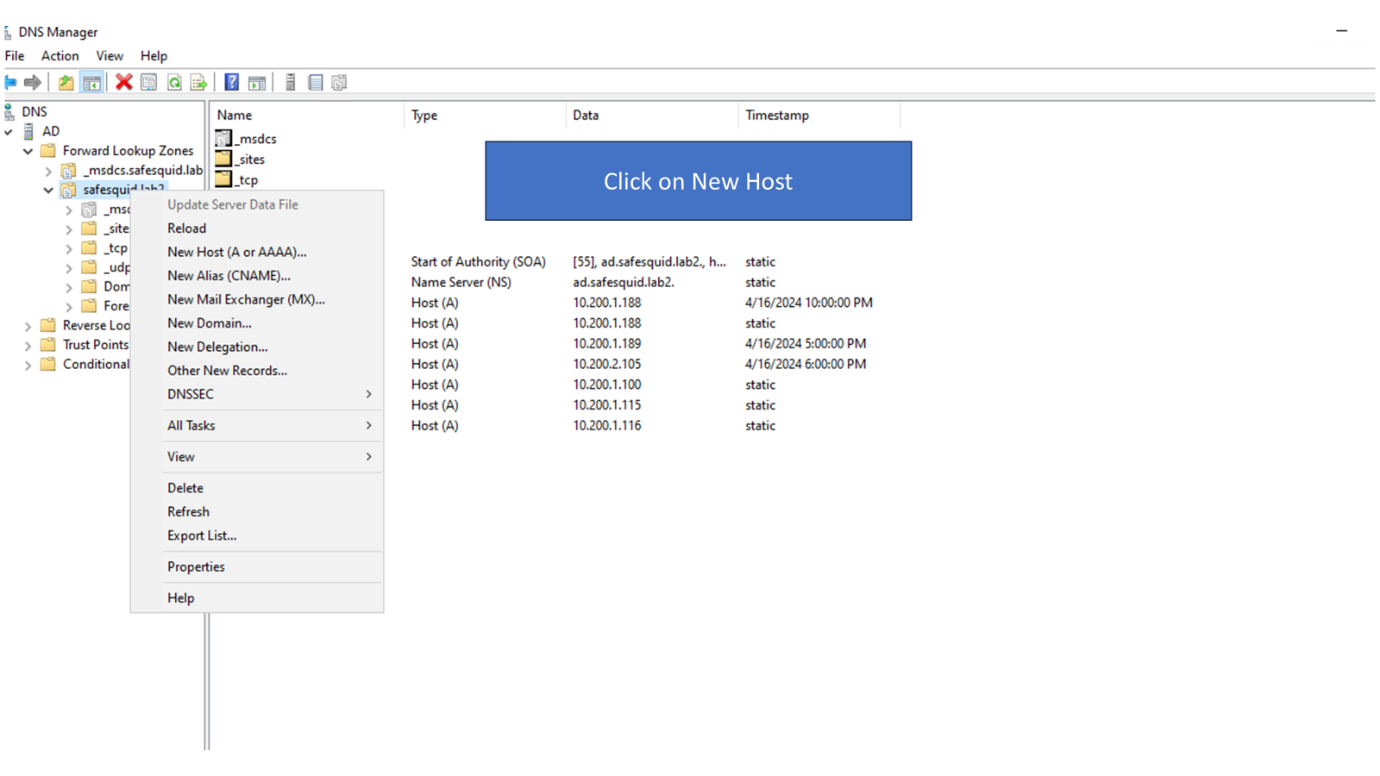 DNS Manager
File Action View Help
DNS
AD
Forward Lookup Zones
_msdcs.safesquid.lab
safesquid.lab2
_msd
_site
_tcp
_udp
Dom
Fore
Reverse Loo
Trust Points
Conditional
Update Server Data File
Reload
New Host (A or AAAA)...
New Alias (CNAME)...
New Mail Exchanger (MX)...
New Domain...
New Delegation...
Other New Records...
DNSSEC
All Tasks
View
Delete
Refresh
Export List...
Properties
Help
Name Type Data Timestamp
_msdcs
_sites
_tcp
Click on New Host
Start of Authority (SOA) [55], ad.safesquid.lab2., h... static
Name Server (NS) ad.safesquid.lab2. static
Host (A) 10.200.1.188 4/16/2024 10:00:00 PM
Host (A) 10.200.1.188 static
Host (A) 10.200.1.189 4/16/2024 5:00:00 PM
Host (A) 10.200.2.105 4/16/2024 6:00:00 PM
Host (A) 10.200.1.100 static
Host (A) 10.200.1.115 static
Host (A) 10.200.1.116 static